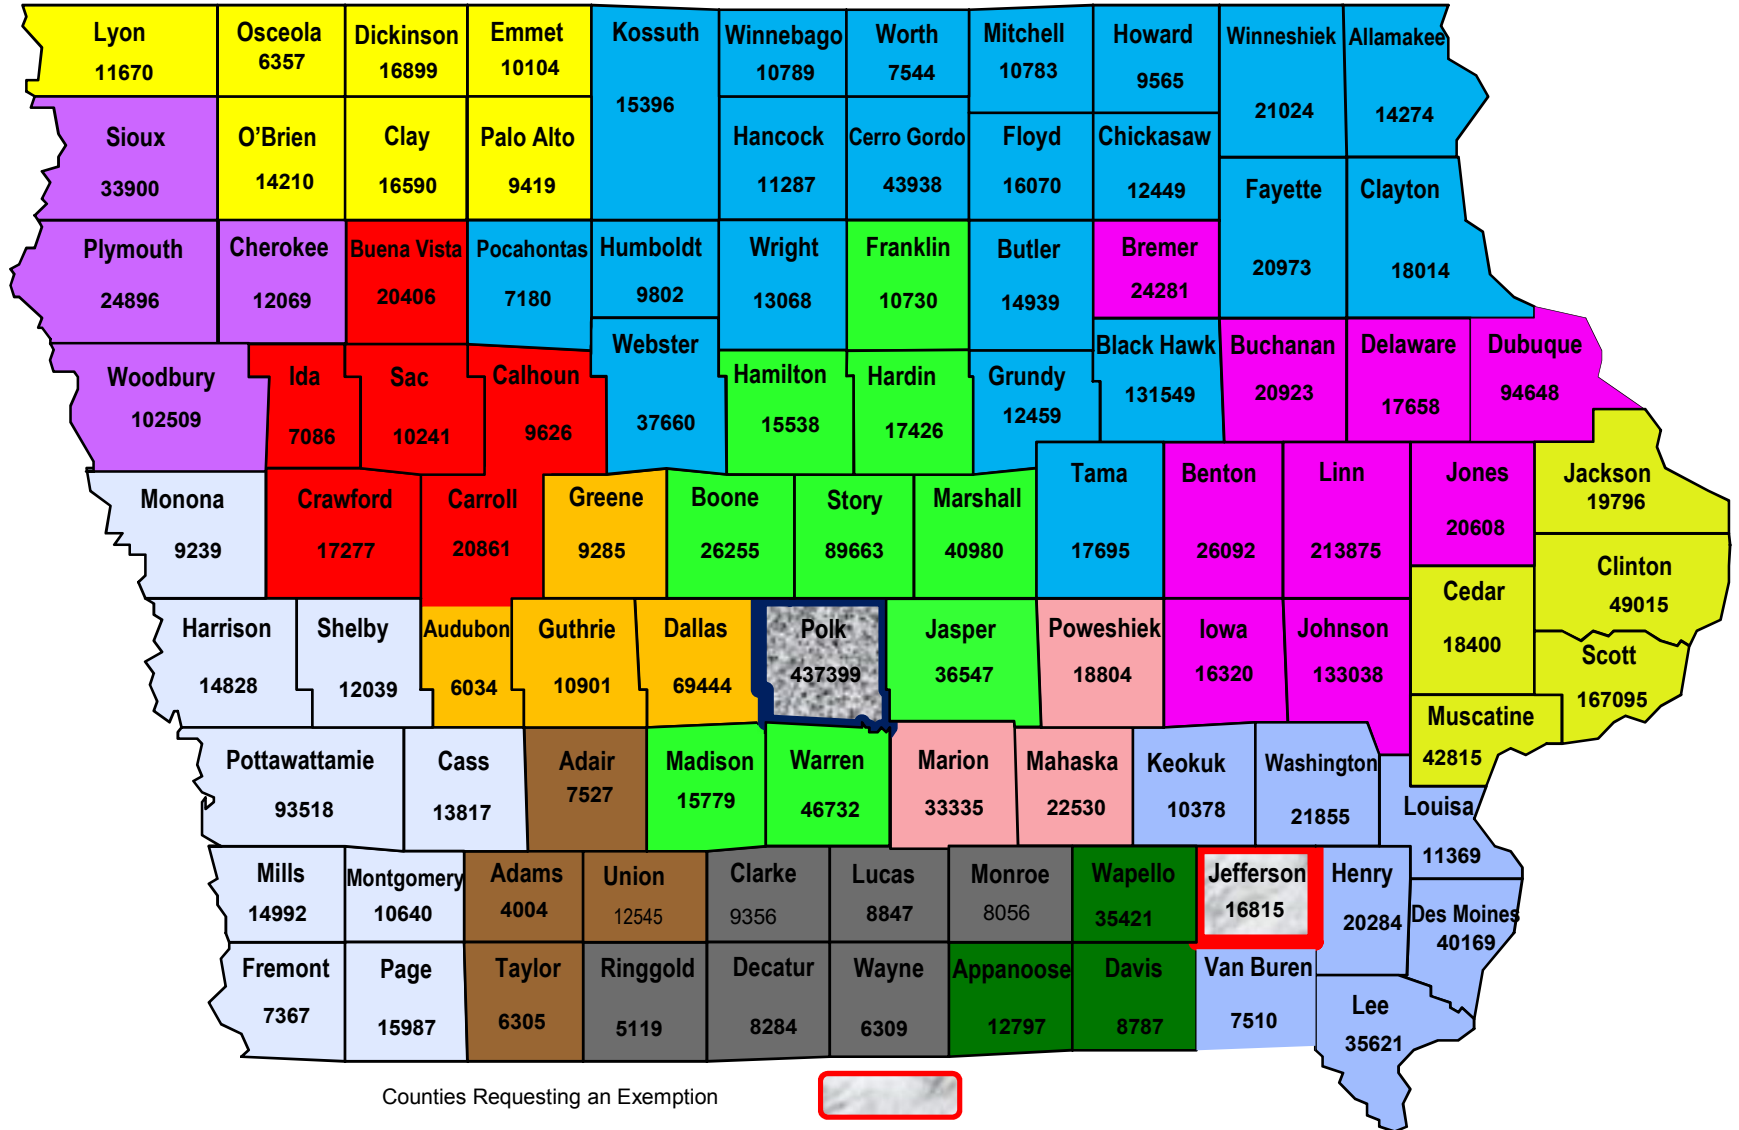 Lyon
11670
Osceola
6357
Dickinson
16899
Emmet
10104
Kossuth
15396
Winnebago
10789
Worth
7544
Mitchell
10783
Howard
9565
Winneshiek
21024
Allamakee
14274
Sioux
33900
O’Brien
14210
Clay
16590
Palo Alto
9419
Hancock
11287
Cerro Gordo
43938
Floyd
16070
Chickasaw
12449
Fayette
20973
Clayton
18014
Plymouth
24896
Cherokee
12069
Buena Vista
20406
Pocahontas
7180
Humboldt
9802
Wright
13068
Franklin
10730
Butler
14939
Bremer
24281
Woodbury
102509
Ida
7086
Sac
10241
Calhoun
9626
Webster
37660
Hamilton
15538
Hardin
17426
Grundy
12459
Black Hawk
131549
Buchanan
20923
Delaware
17658
Dubuque
94648
Monona
9239
Crawford
17277
Carroll
20861
Greene
9285
Boone
26255
Story
89663
Marshall
40980
Tama
17695
Benton
26092
Linn
213875
Jones
20608
Jackson
19796
Clinton
49015
Cedar
18400
Harrison
14828
Shelby
12039
Audubon
6034
Guthrie
10901
Dallas
69444
Polk
437399
Jasper
36547
Poweshiek
18804
Iowa
16320
Johnson
133038
Scott
167095
Muscatine
42815
Pottawattamie
93518
Cass
13817
Adair
7527
Madison
15779
Warren
46732
Marion
33335
Mahaska
22530
Keokuk
10378
Washington
21855
Louisa
11369
Mills
14992
Montgomery
10640
Adams
4004
Union
12545
Clarke
9356
Lucas
8847
Monroe
8056
Wapello
35421
Jefferson
16815
Henry
20284
Des Moines
40169
Fremont
7367
Page
15987
Taylor
6305
Ringgold
5119
Decatur
8284
Wayne
6309
Appanoose
12797
Davis
8787
Van Buren
7510
Lee
35621
Counties Requesting an Exemption